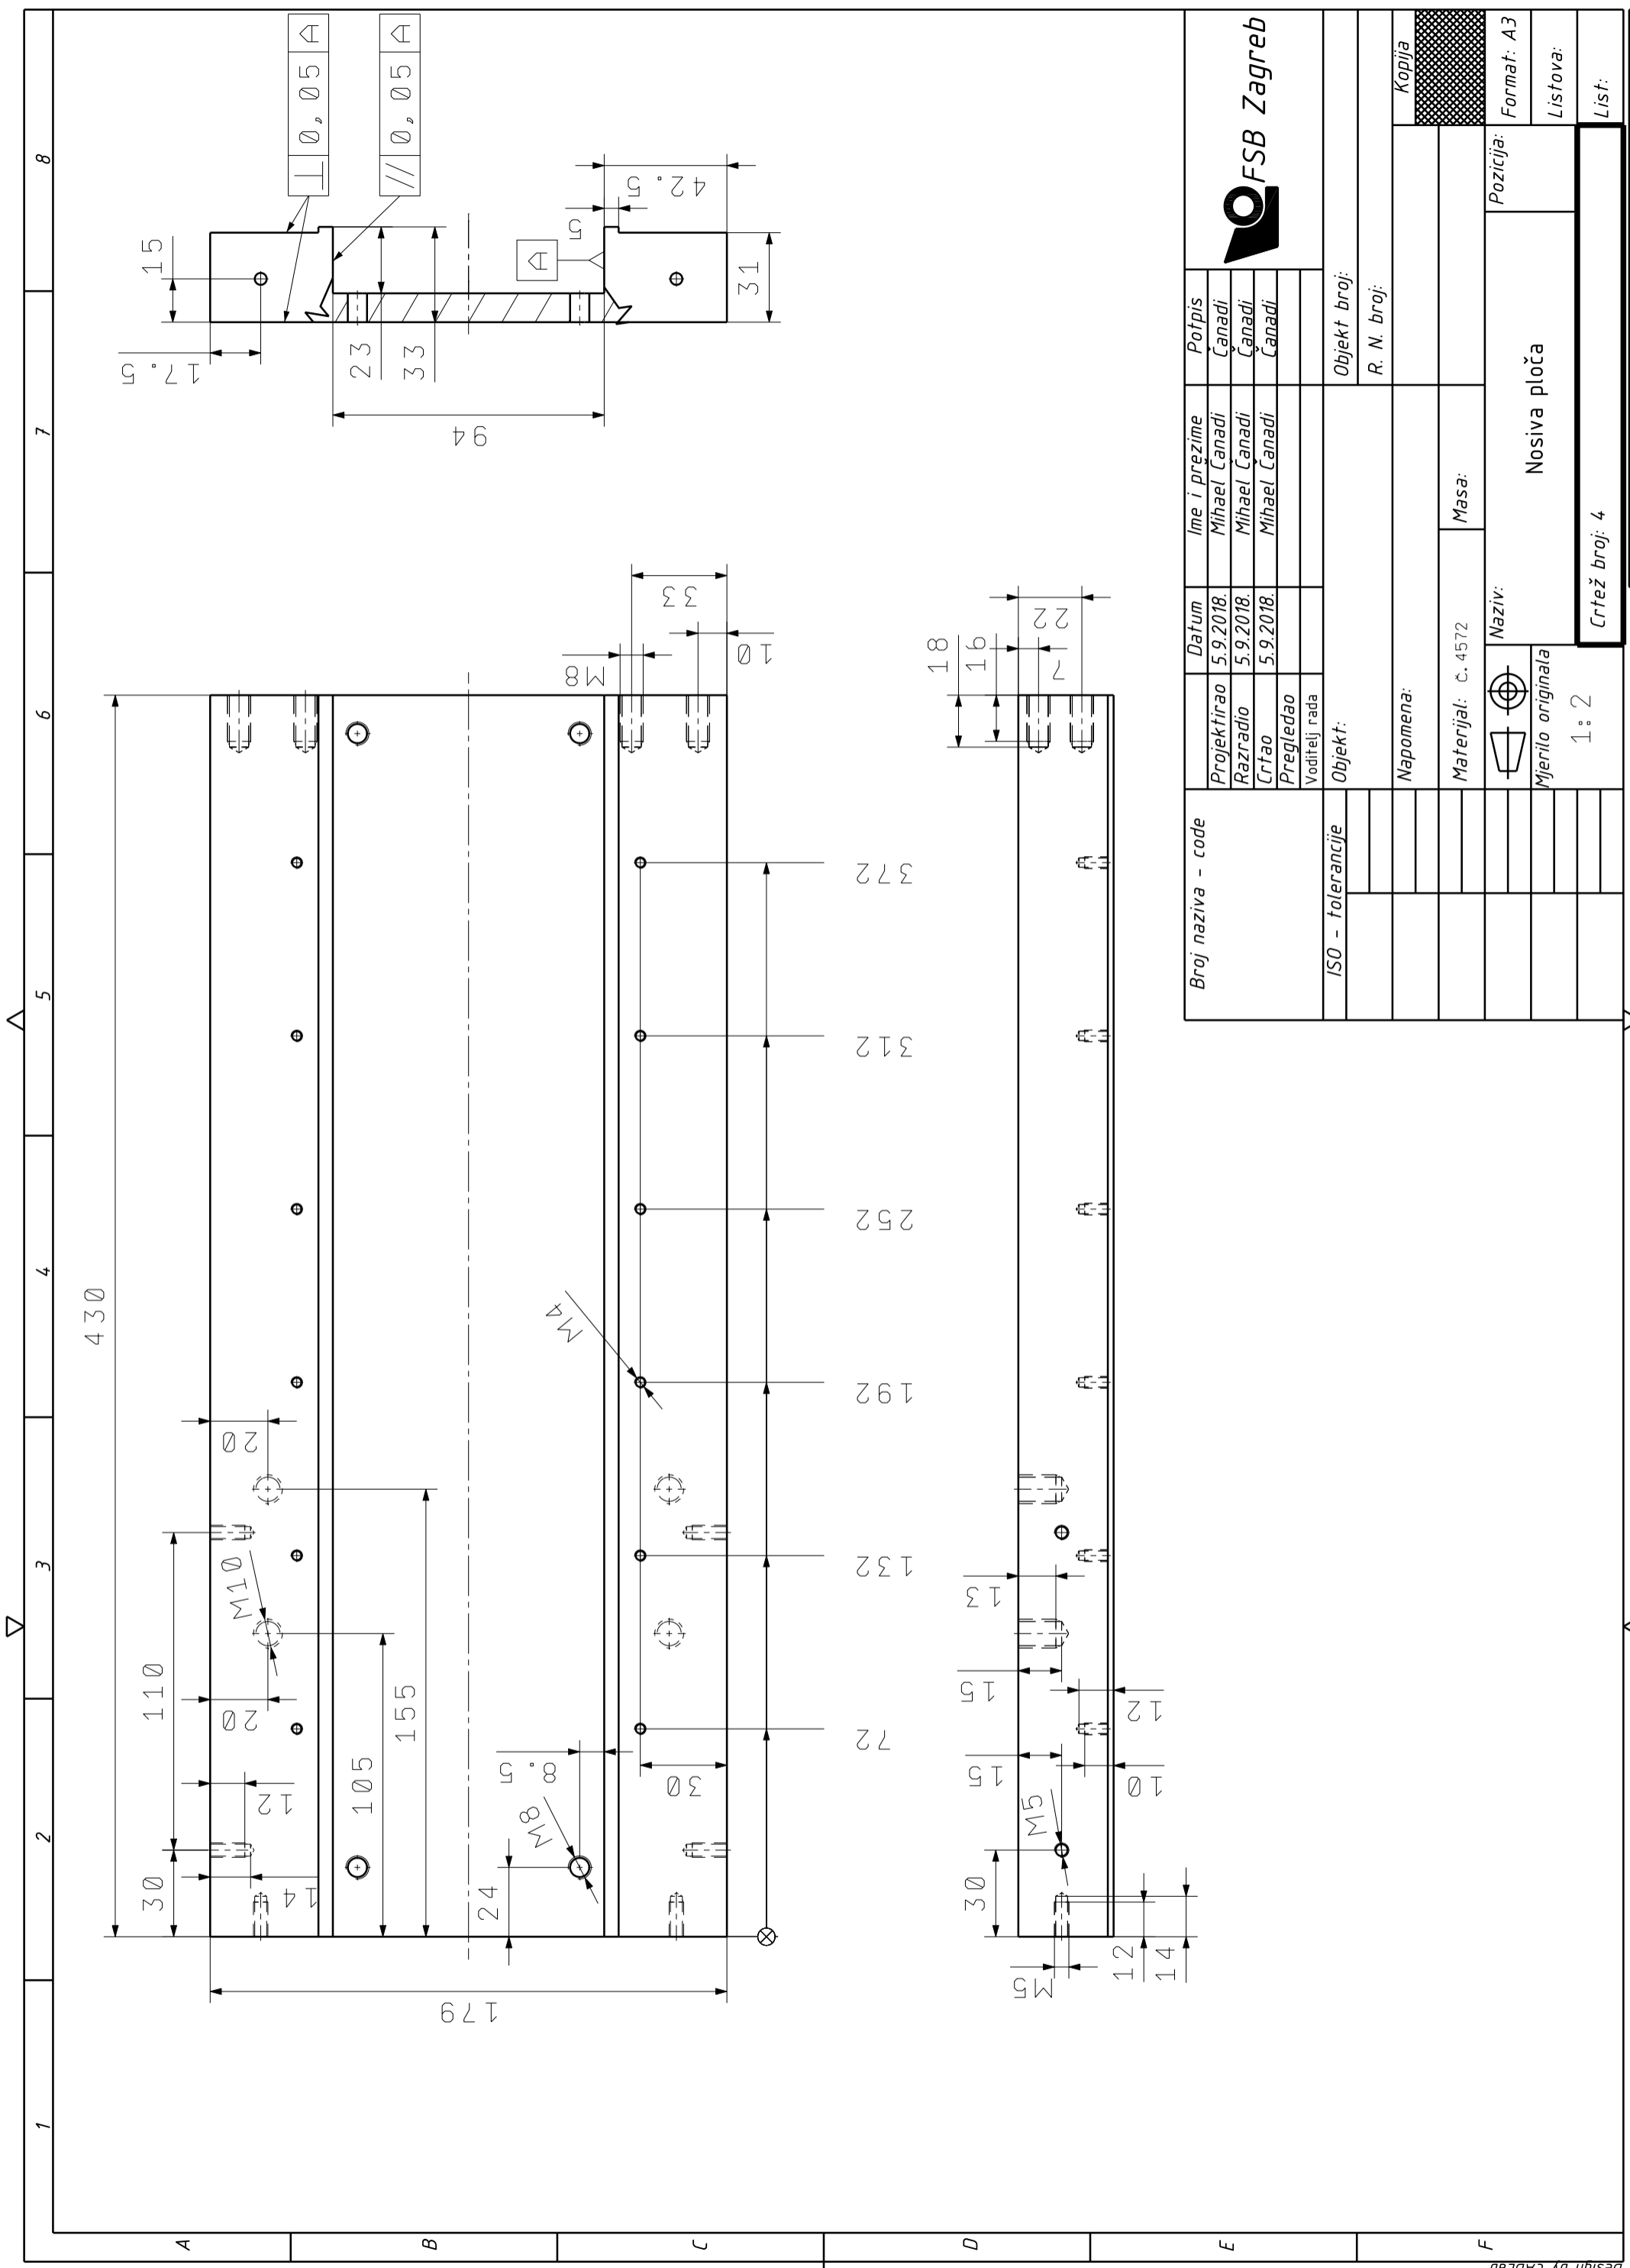 1 2 3 4 5 6 7 8
A
B
C
D
E
F
430
30
110
14
12
20
M10
20
105
155
179
24
M8
8.5
30
M4
M8
33
10
72 132 192 252 312 372
17.5
15
23
33
94
⊥ 0,05 A
// 0,05 A
A
5
42.5
31
30
M5
15
15
13
12
10
M5
12
14
18
16
7
22
Broj naziva - code
Datum Ime i prezime Potpis
Projektirao 5.9.2018. Mihael Čanadi Čanadi
Razradio 5.9.2018. Mihael Čanadi Čanadi
Crtao 5.9.2018. Mihael Čanadi Čanadi
Pregledao
Voditelj rada
FSB Zagreb
ISO - tolerancije
Objekt:
Objekt broj:
R. N. broj:
Napomena:
Kopija
Materijal: Č.4572
Masa:
Naziv:
Nosiva ploča
Pozicija:
Format: A3
Mjerilo originala
1:2
Listova:
Crtež broj: 4
List: